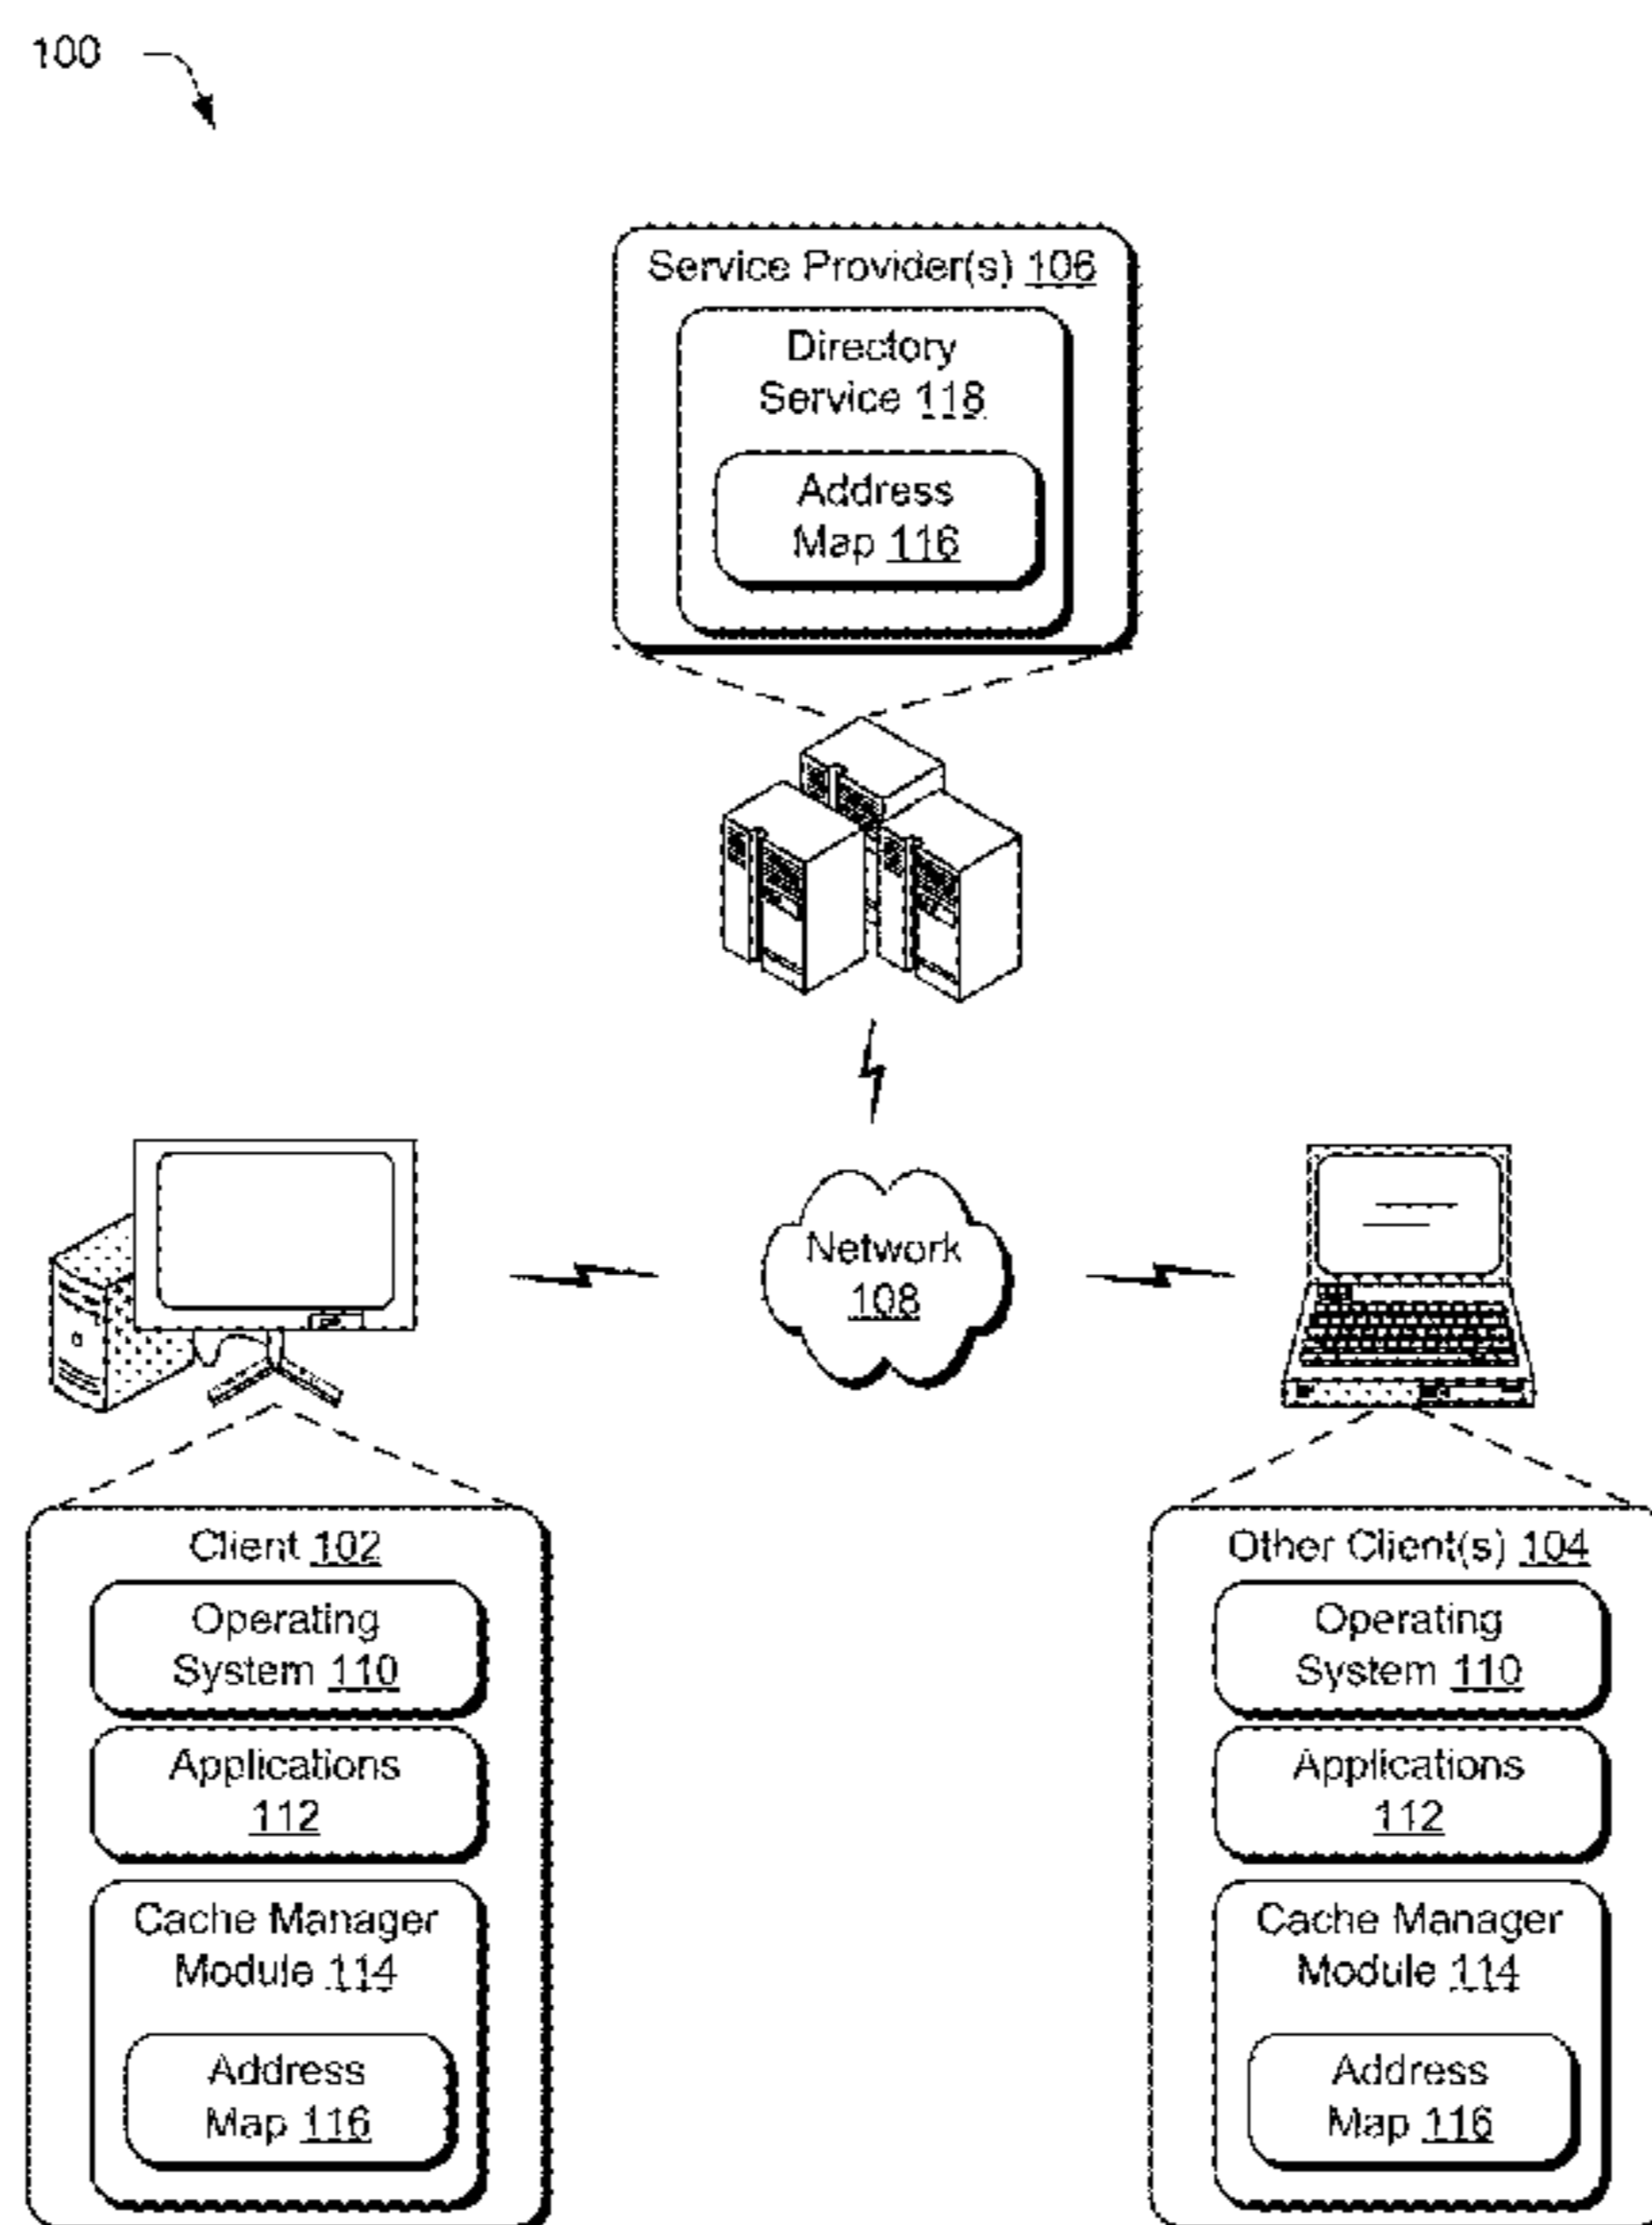 100
Service Provider(s) 106
Directory
Service 118
Address
Map 116
Network
108
Client 102
Operating
System 110
Applications
112
Cache Manager
Module 114
Address
Map 116
Other Client(s) 104
Operating
System 110
Applications
112
Cache Manager
Module 114
Address
Map 116